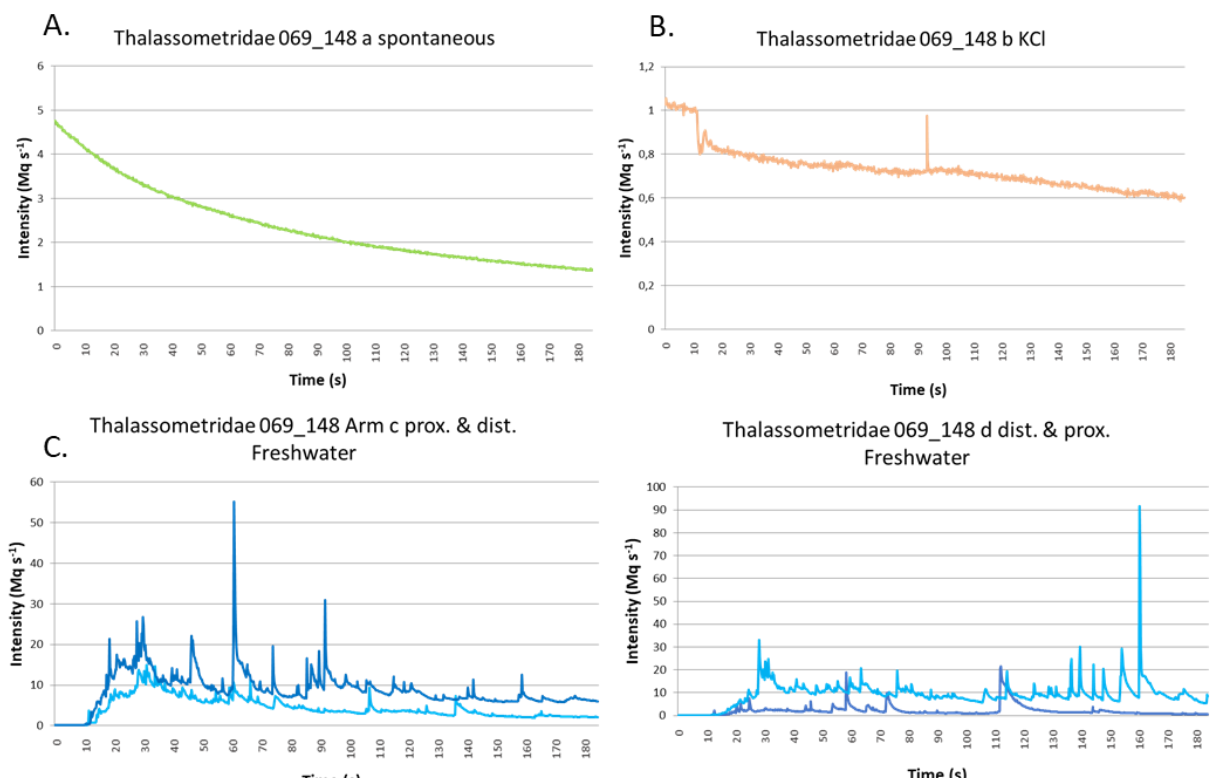 A.
Thalassometridae 069_148 a spontaneous
6
5
4
3
2
1
0
Intensity (Mq s⁻¹)
0 10 20 30 40 50 60 70 80 90 100 110 120 130 140 150 160 170 180
Time (s)
B.
Thalassometridae 069_148 b KCl
1,2
1
0,8
0,6
0,4
0,2
0
Intensity (Mq s⁻¹)
0 10 20 30 40 50 60 70 80 90 100 110 120 130 140 150 160 170 180
Time (s)
C.
Thalassometridae 069_148 Arm c prox. & dist.
Freshwater
60
50
40
30
20
10
0
Intensity (Mq s⁻¹)
0 10 20 30 40 50 60 70 80 90 100 110 120 130 140 150 160 170 180
Time (s)
Thalassometridae 069_148 d dist. & prox.
Freshwater
100
90
80
70
60
50
40
30
20
10
0
Intensity (Mq s⁻¹)
0 10 20 30 40 50 60 70 80 90 100 110 120 130 140 150 160 170 180
Time (s)